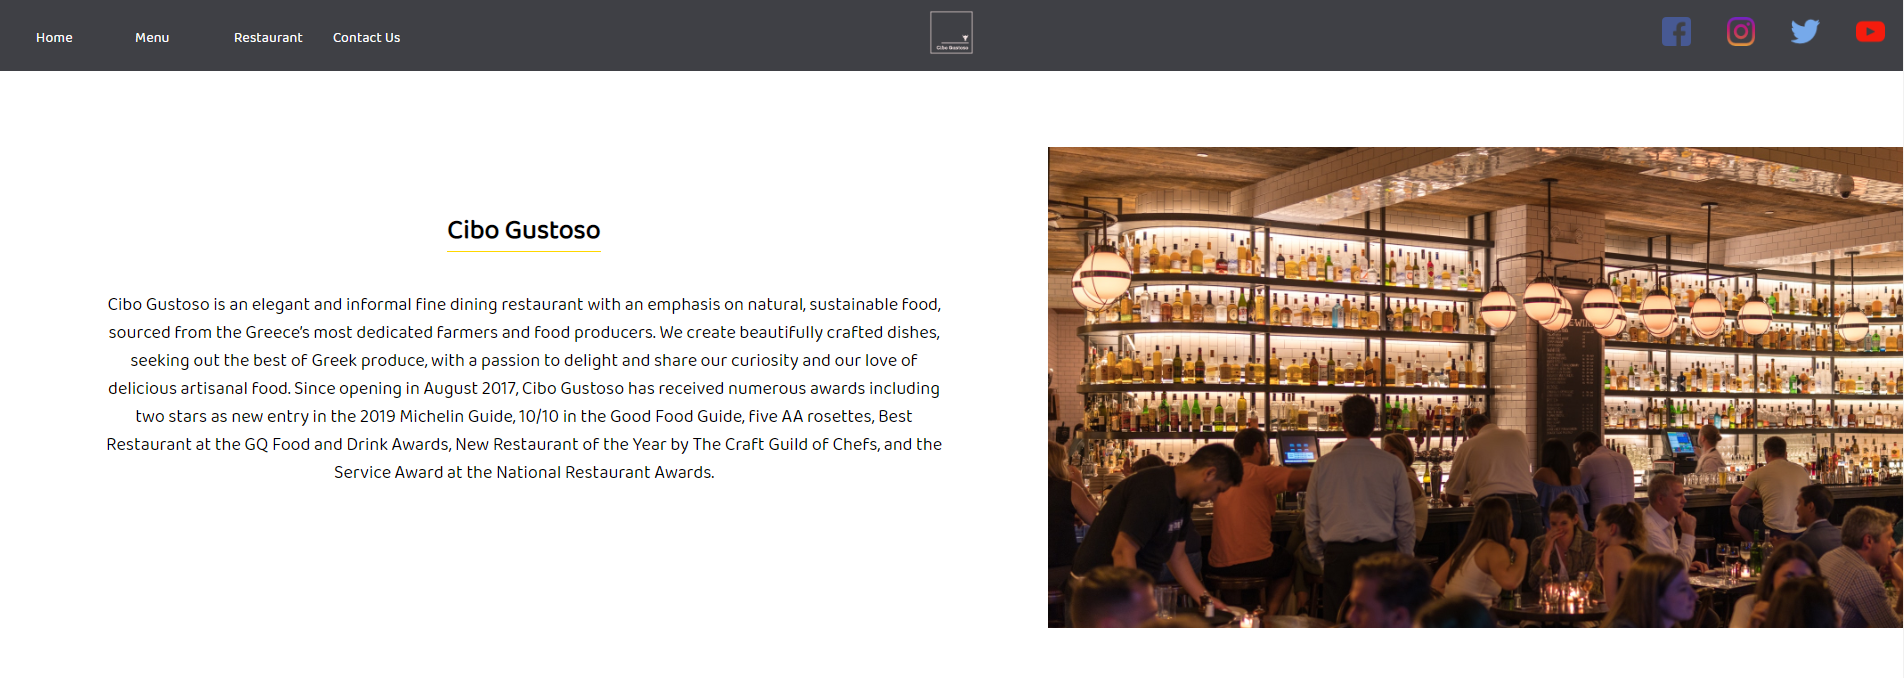 Home Menu Restaurant Contact Us
Cibo Gustoso
Cibo Gustoso
Cibo Gustoso is an elegant and informal fine dining restaurant with an emphasis on natural, sustainable food,
sourced from the Greece's most dedicated farmers and food producers. We create beautifully crafted dishes,
seeking out the best of Greek produce, with a passion to delight and share our curiosity and our love of
delicious artisanal food. Since opening in August 2017, Cibo Gustoso has received numerous awards including
two stars as new entry in the 2019 Michelin Guide, 10/10 in the Good Food Guide, five AA rosettes, Best
Restaurant at the GQ Food and Drink Awards, New Restaurant of the Year by The Craft Guild of Chefs, and the
Service Award at the National Restaurant Awards.